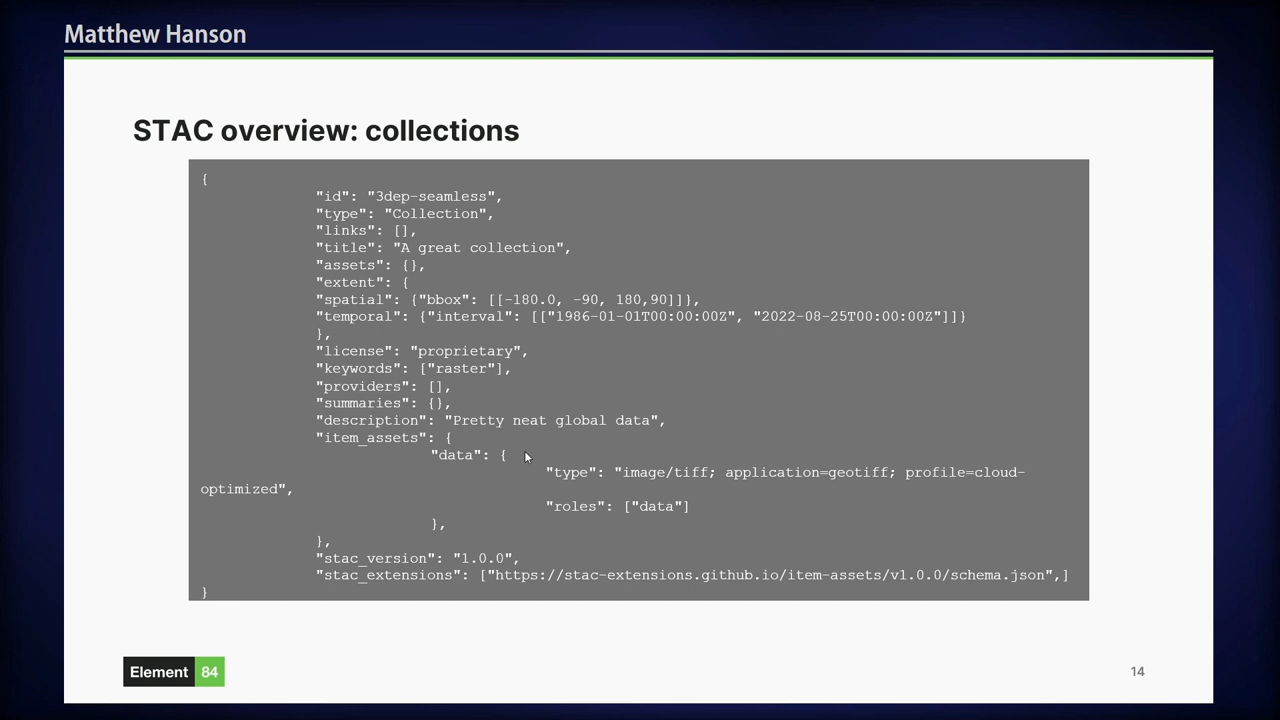 Matthew Hanson
STAC overview: collections
{
"id": "3dep-seamless",
"type": "Collection",
"links": [],
"title": "A great collection",
"assets": {},
"extent": {
"spatial": {"bbox": [[-180.0, -90, 180,90]]},
"temporal": {"interval": [["1986-01-01T00:00:00Z", "2022-08-25T00:00:00Z"]]}
},
"license": "proprietary",
"keywords": ["raster"],
"providers": [],
"summaries": {},
"description": "Pretty neat global data",
"item_assets": {
"data": {
"type": "image/tiff; application=geotiff; profile=cloud-
optimized",
"roles": ["data"]
},
},
"stac_version": "1.0.0",
"stac_extensions": ["https://stac-extensions.github.io/item-assets/v1.0.0/schema.json",]
}
Element 84
14